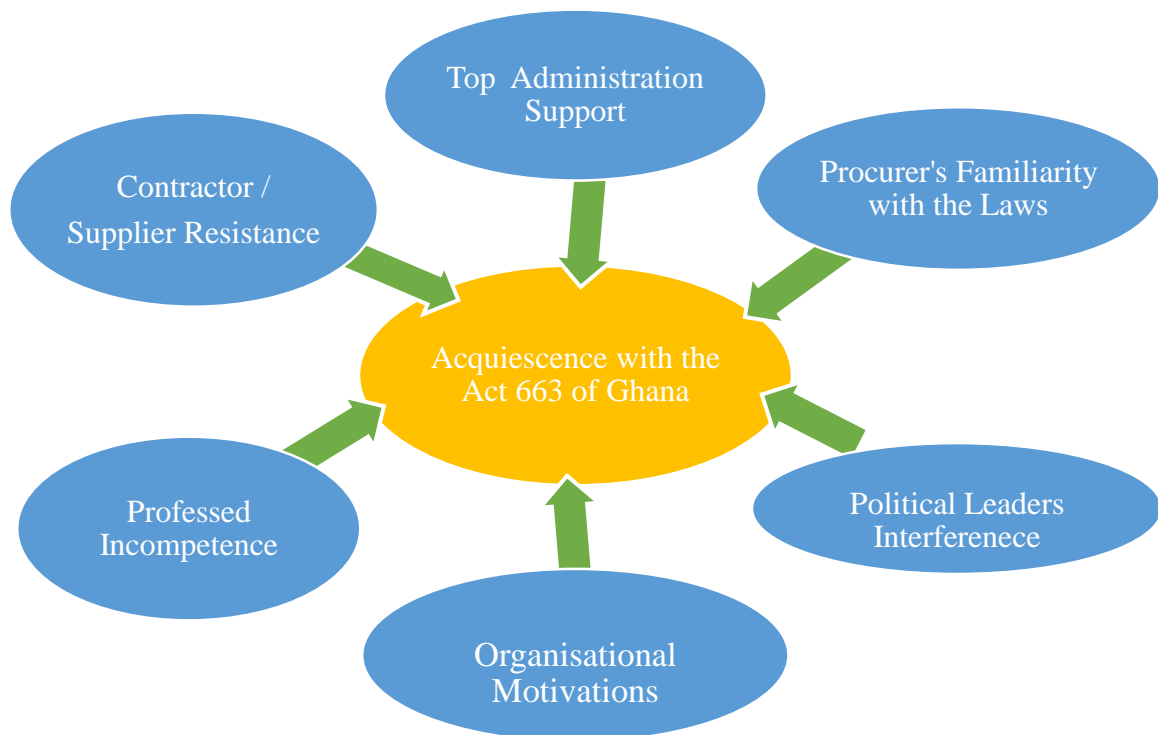 Top Administration
Support
Contractor /
Supplier Resistance
Procurer's Familiarity
with the Laws
Acquiescence with the
Act 663 of Ghana
Professed
Incompetence
Political Leaders
Interferenece
Organisational
Motivations